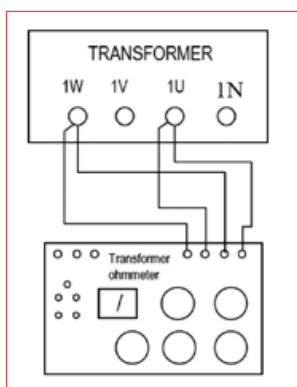 TRANSFORMER
1W 1V 1U 1N
Transformer
ohmmeter
/